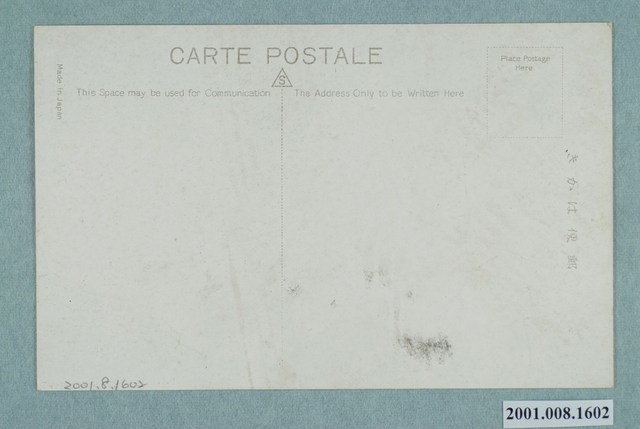 CARTE POSTALE
S
This Space may be used for Communication
The Address Only to be Written Here
Place Postage
Here
Made in Japan
きかは便郵
2001.8.1602
2001.008.1602